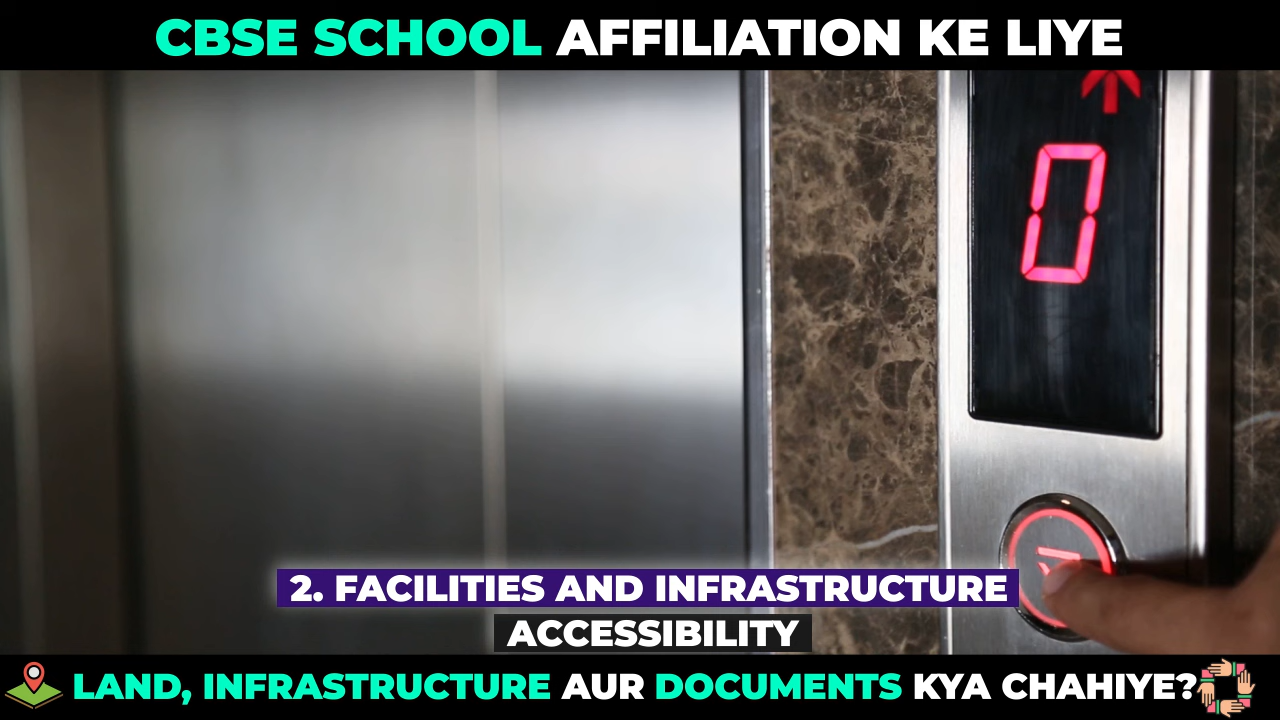 CBSE SCHOOL AFFILIATION KE LIYE
0
2. FACILITIES AND INFRASTRUCTURE
ACCESSIBILITY
LAND, INFRASTRUCTURE AUR DOCUMENTS KYA CHAHIYE?